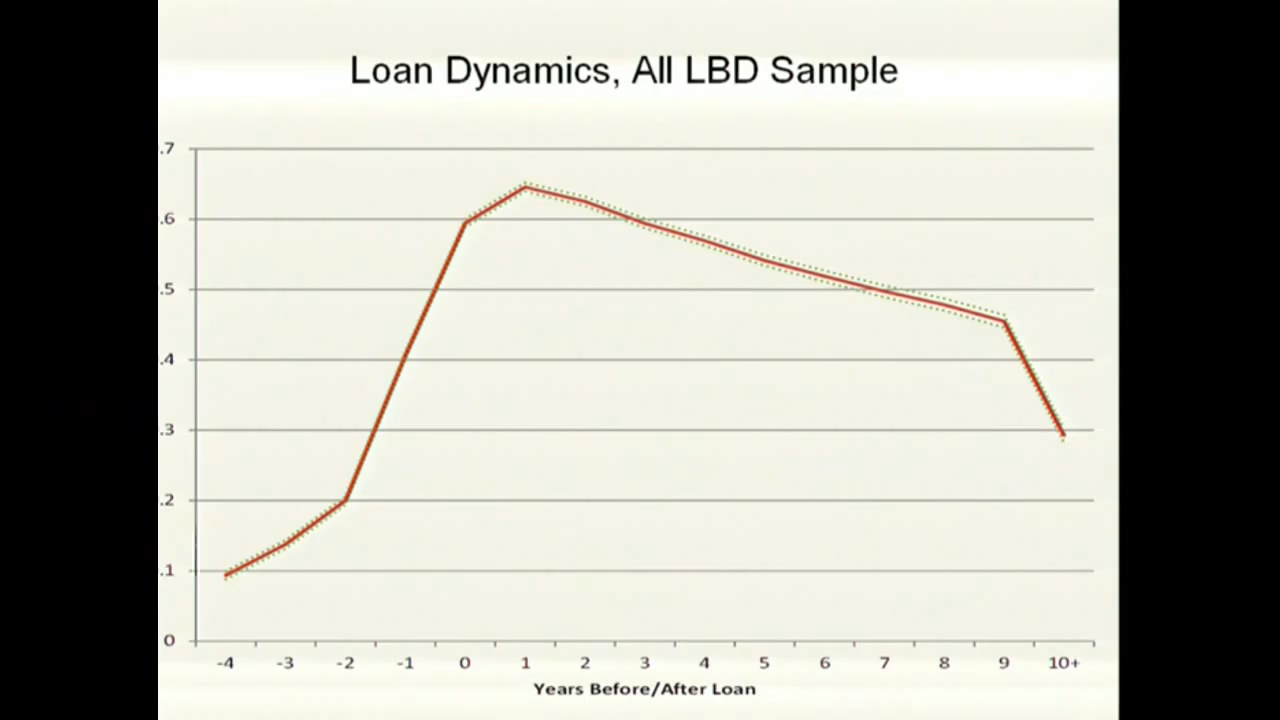 Loan Dynamics, All LBD Sample
.7
.6
.5
.4
.3
.2
.1
0
-4 -3 -2 -1 0 1 2 3 4 5 6 7 8 9 10+
Years Before/After Loan